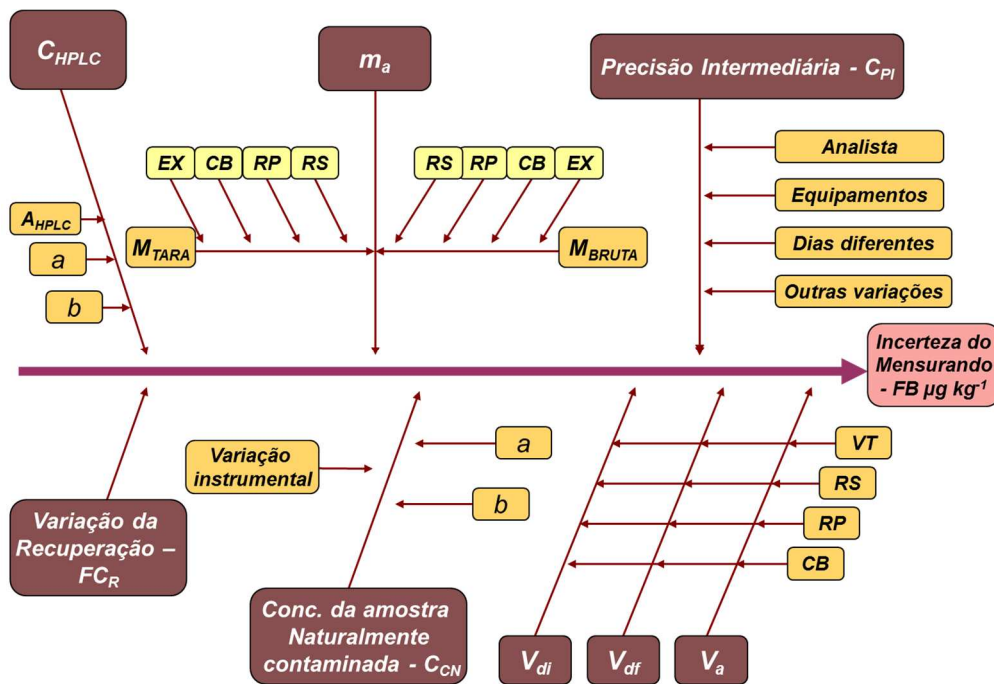 C_HPLC
m_a
Precisão Intermediária - C_PI
EX CB RP RS
RS RP CB EX
Analista
Equipamentos
A_HPLC
M_TARA
M_BRUTA
Dias diferentes
a
b
Outras variações
Incerteza do
Mensurando
- FB µg kg⁻¹
a
VT
Variação
instrumental
RS
b
RP
Variação da
Recuperação –
FC_R
CB
Conc. da amostra
Naturalmente
contaminada - C_CN
V_di
V_df
V_a